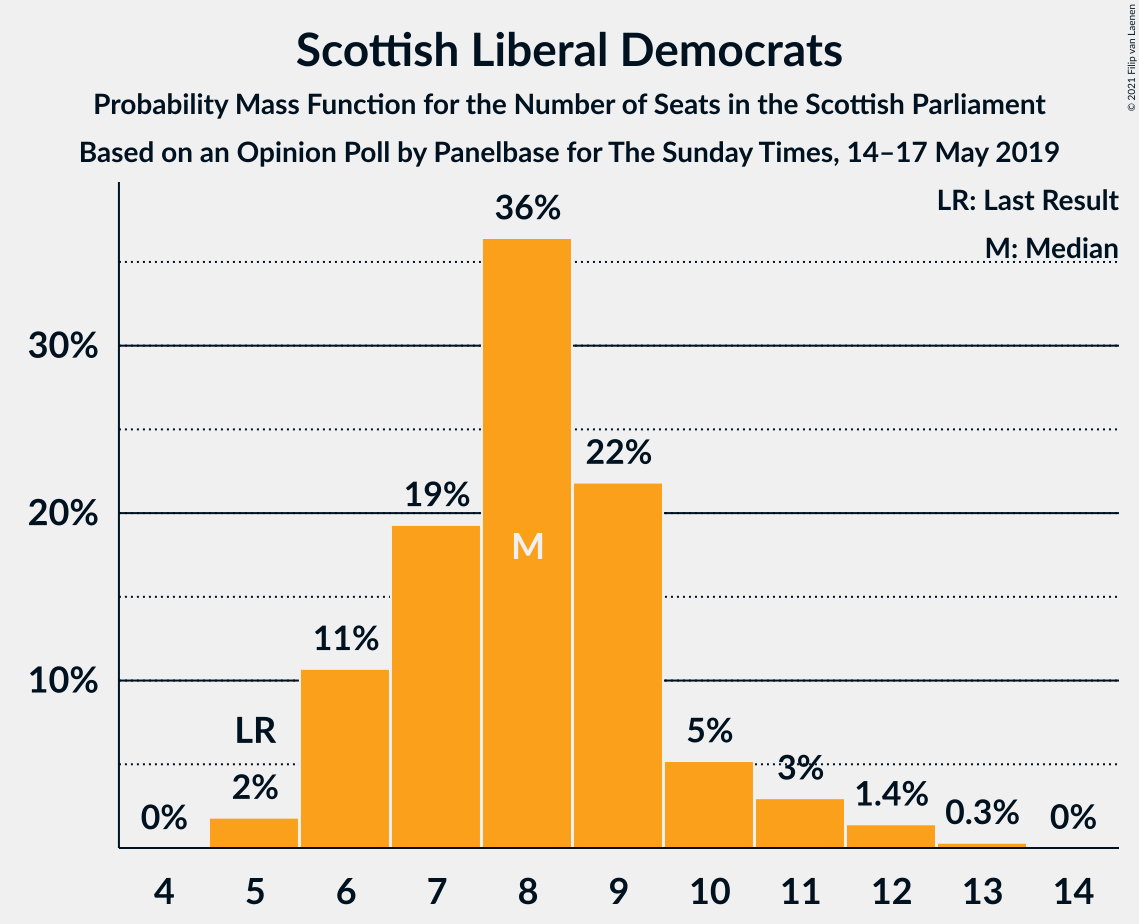 Scottish Liberal Democrats
Probability Mass Function for the Number of Seats in the Scottish Parliament
Based on an Opinion Poll by Panelbase for The Sunday Times, 14–17 May 2019
© 2021 Filip van Laenen
LR: Last Result
M: Median
36%
30%
22%
19%
20%
M
11%
10%
LR
5%
2%
3%
1.4%
0%
0.3%
0%
4 5 6 7 8 9 10 11 12 13 14